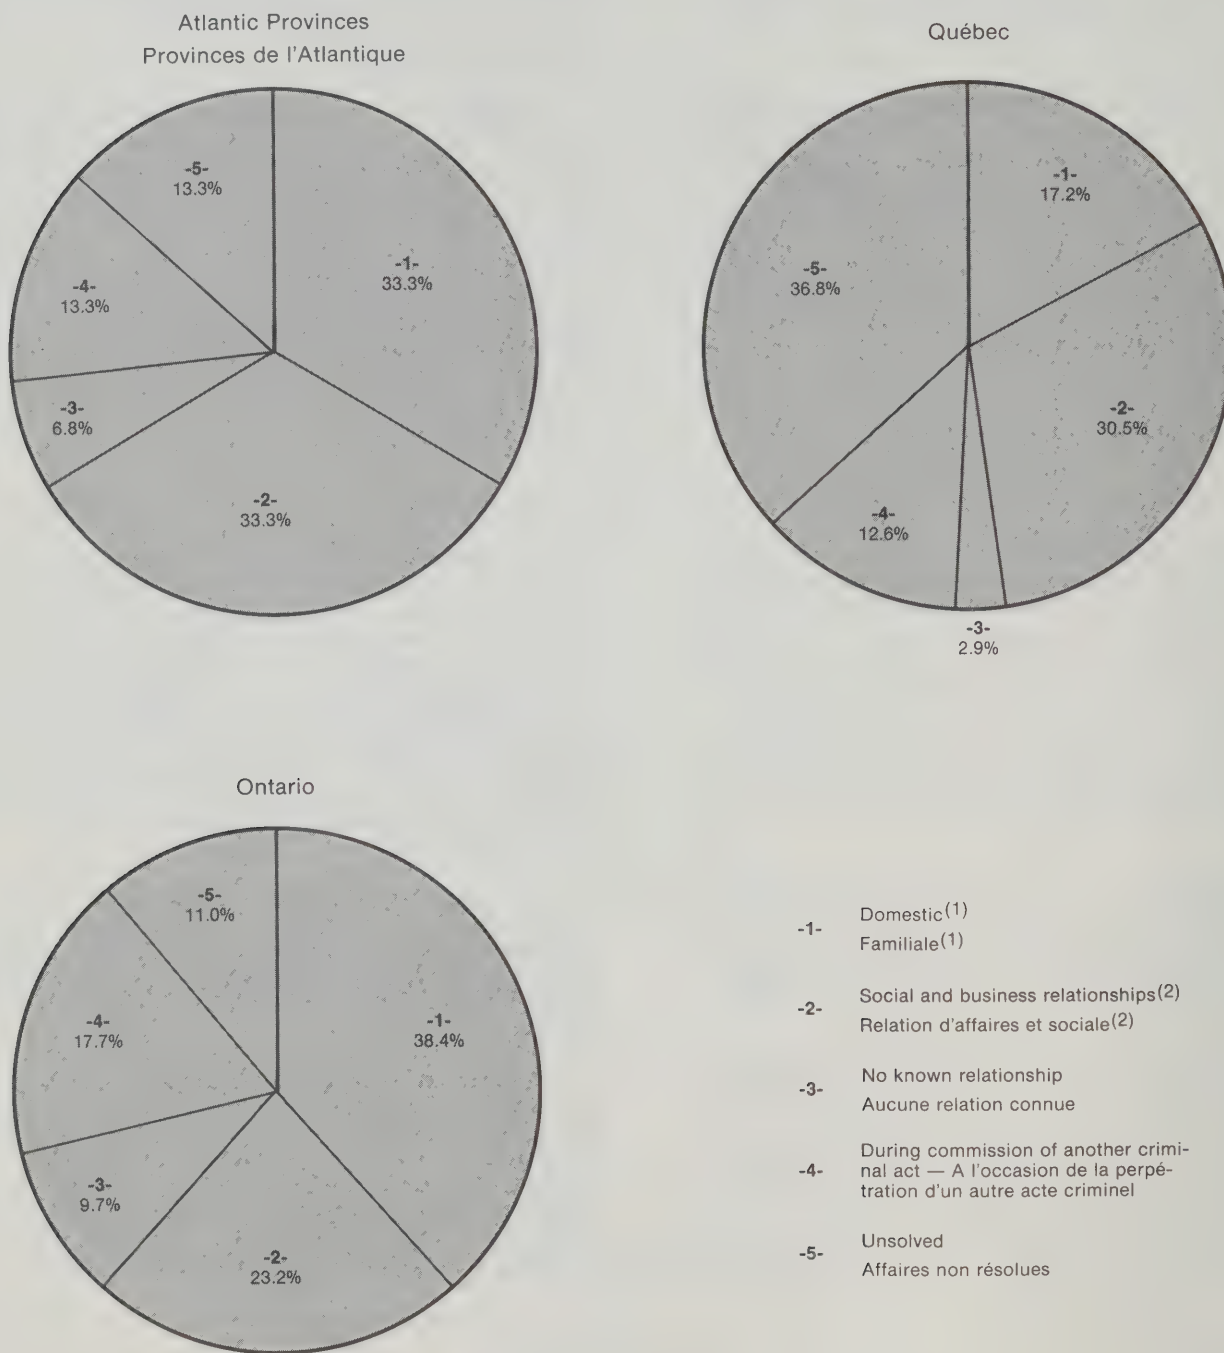 Atlantic Provinces
Provinces de l'Atlantique
-5-
13.3%
-1-
33.3%
-4-
13.3%
-3-
6.8%
-2-
33.3%
Québec
-1-
17.2%
-5-
36.8%
-2-
30.5%
-4-
12.6%
-3-
2.9%
Ontario
-5-
11.0%
-1-
38.4%
-4-
17.7%
-3-
9.7%
-2-
23.2%
-1-
Domestic(1)
Familiale(1)
-2-
Social and business relationships(2)
Relation d'affaires et sociale(2)
-3-
No known relationship
Aucune relation connue
-4-
During commission of another crimi-
nal act — A l'occasion de la perpé-
tration d'un autre acte criminel
-5-
Unsolved
Affaires non résolues